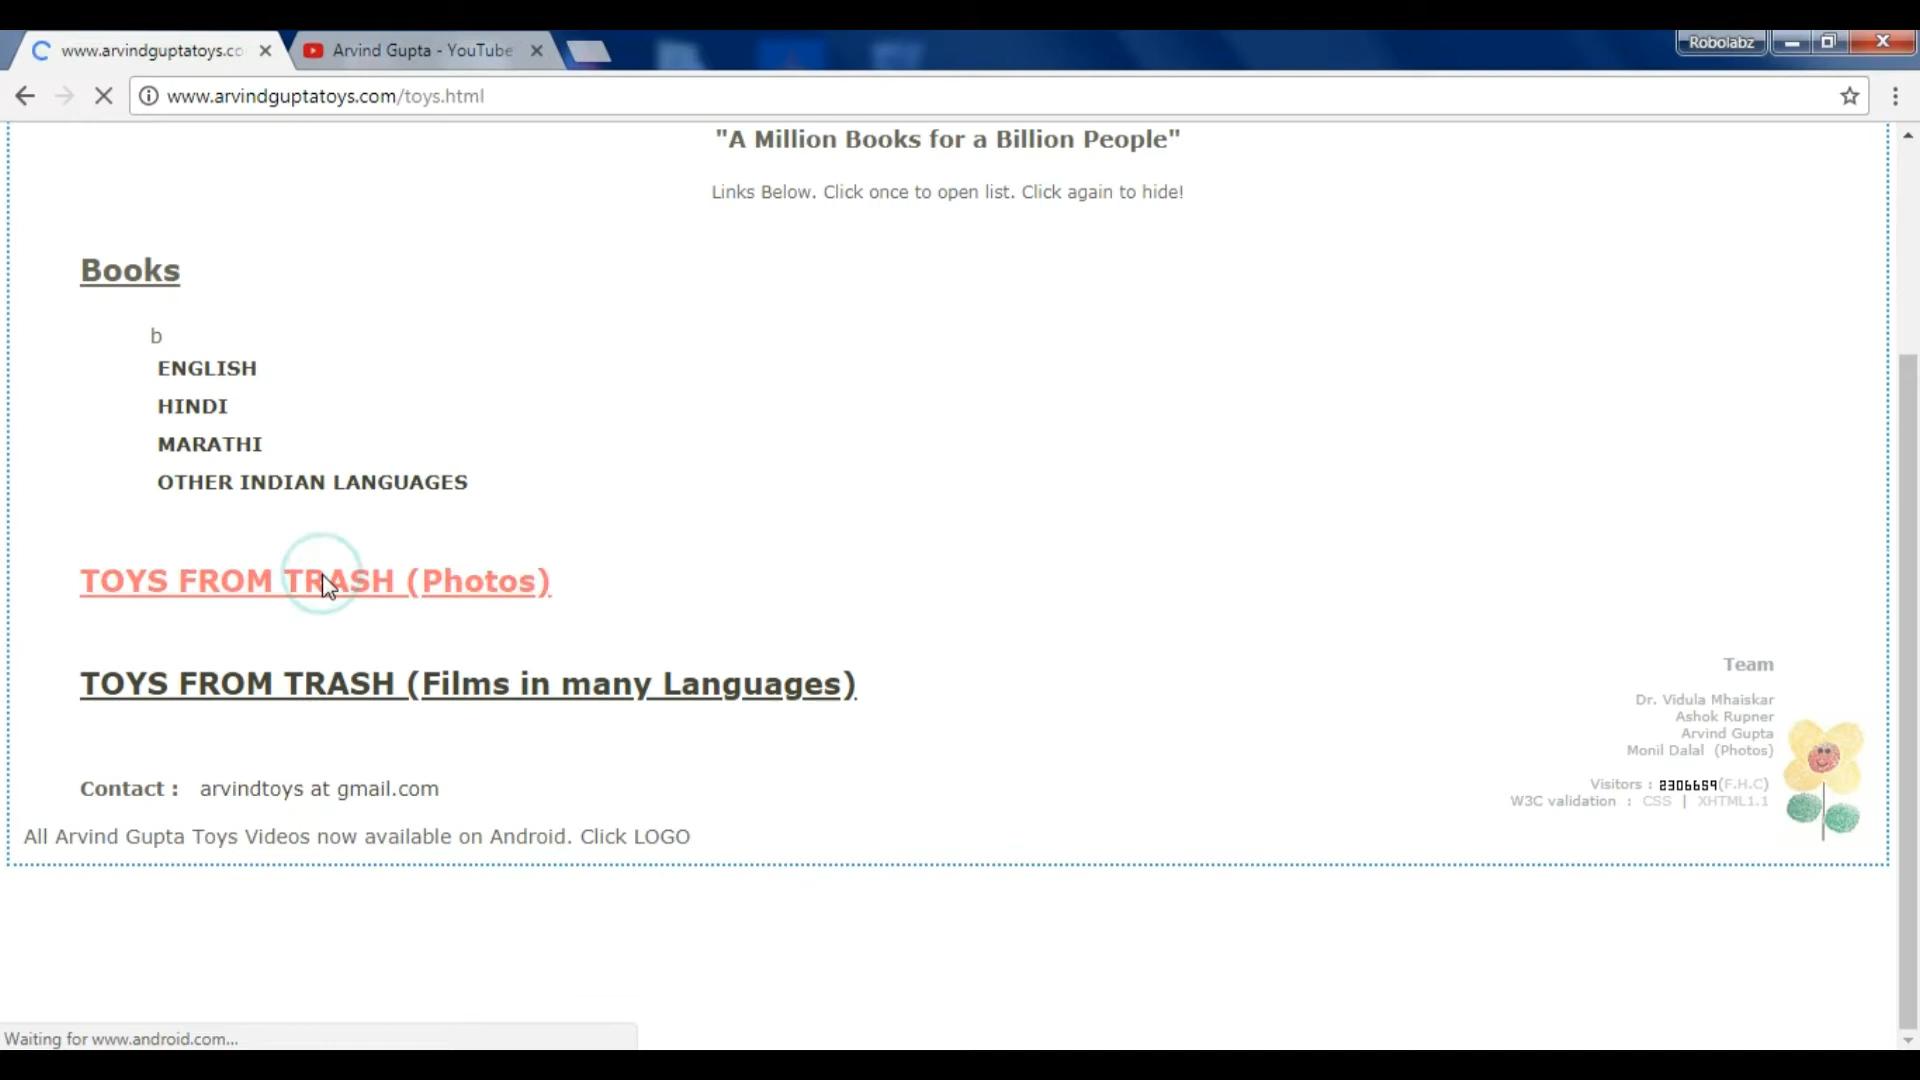 www.arvindguptatoys.co
Arvind Gupta - YouTube
Robolabz
www.arvindguptatoys.com/toys.html
"A Million Books for a Billion People"
Links Below. Click once to open list. Click again to hide!
Books
b
ENGLISH
HINDI
MARATHI
OTHER INDIAN LANGUAGES
TOYS FROM TRASH (Photos)
TOYS FROM TRASH (Films in many Languages)
Team
Dr. Vidula Mhaiskar
Ashok Rupner
Arvind Gupta
Monil Dalal (Photos)
Visitors : 2306659(F.H.C)
W3C validation : CSS | XHTML1.1
Contact : arvindtoys at gmail.com
All Arvind Gupta Toys Videos now available on Android. Click LOGO
Waiting for www.android.com...